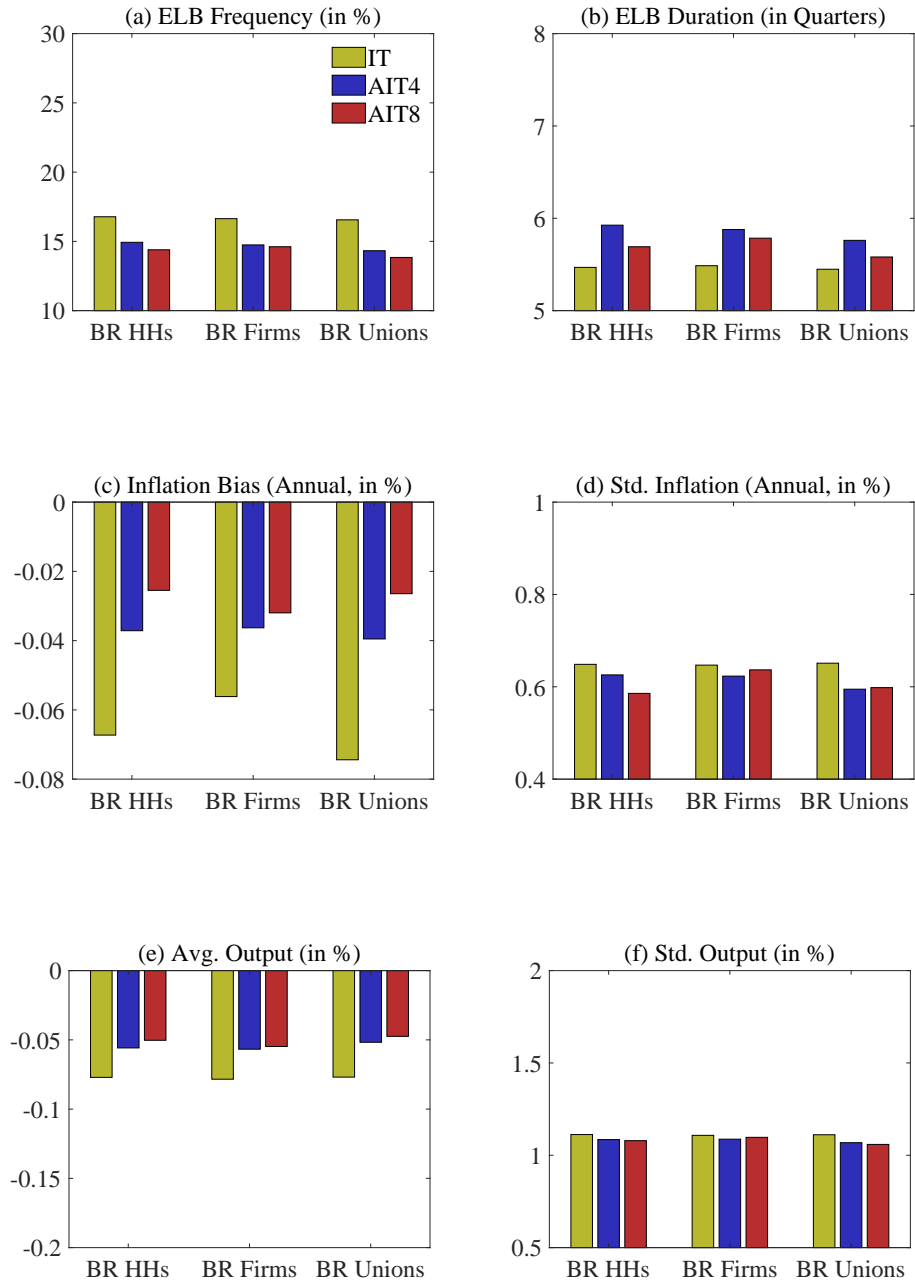 (a) ELB Frequency (in %)
30
25
20
15
10
IT
AIT4
AIT8
BR HHs BR Firms BR Unions
(b) ELB Duration (in Quarters)
8
7
6
5
BR HHs BR Firms BR Unions
(c) Inflation Bias (Annual, in %)
0
-0.02
-0.04
-0.06
-0.08
BR HHs BR Firms BR Unions
(d) Std. Inflation (Annual, in %)
1
0.8
0.6
0.4
BR HHs BR Firms BR Unions
(e) Avg. Output (in %)
0
-0.05
-0.1
-0.15
-0.2
BR HHs BR Firms BR Unions
(f) Std. Output (in %)
2
1.5
1
0.5
BR HHs BR Firms BR Unions